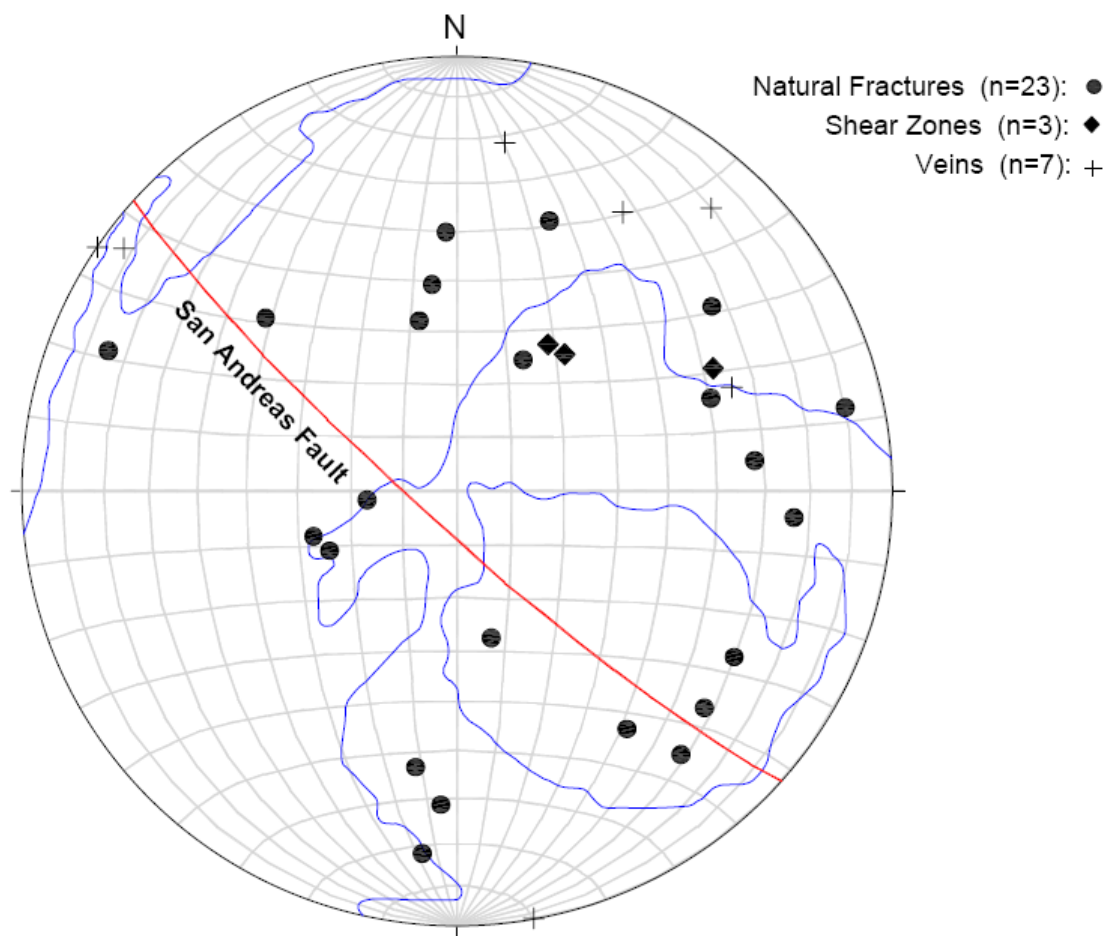 N
Natural Fractures (n=23):
Shear Zones (n=3):
Veins (n=7):
San Andreas Fault